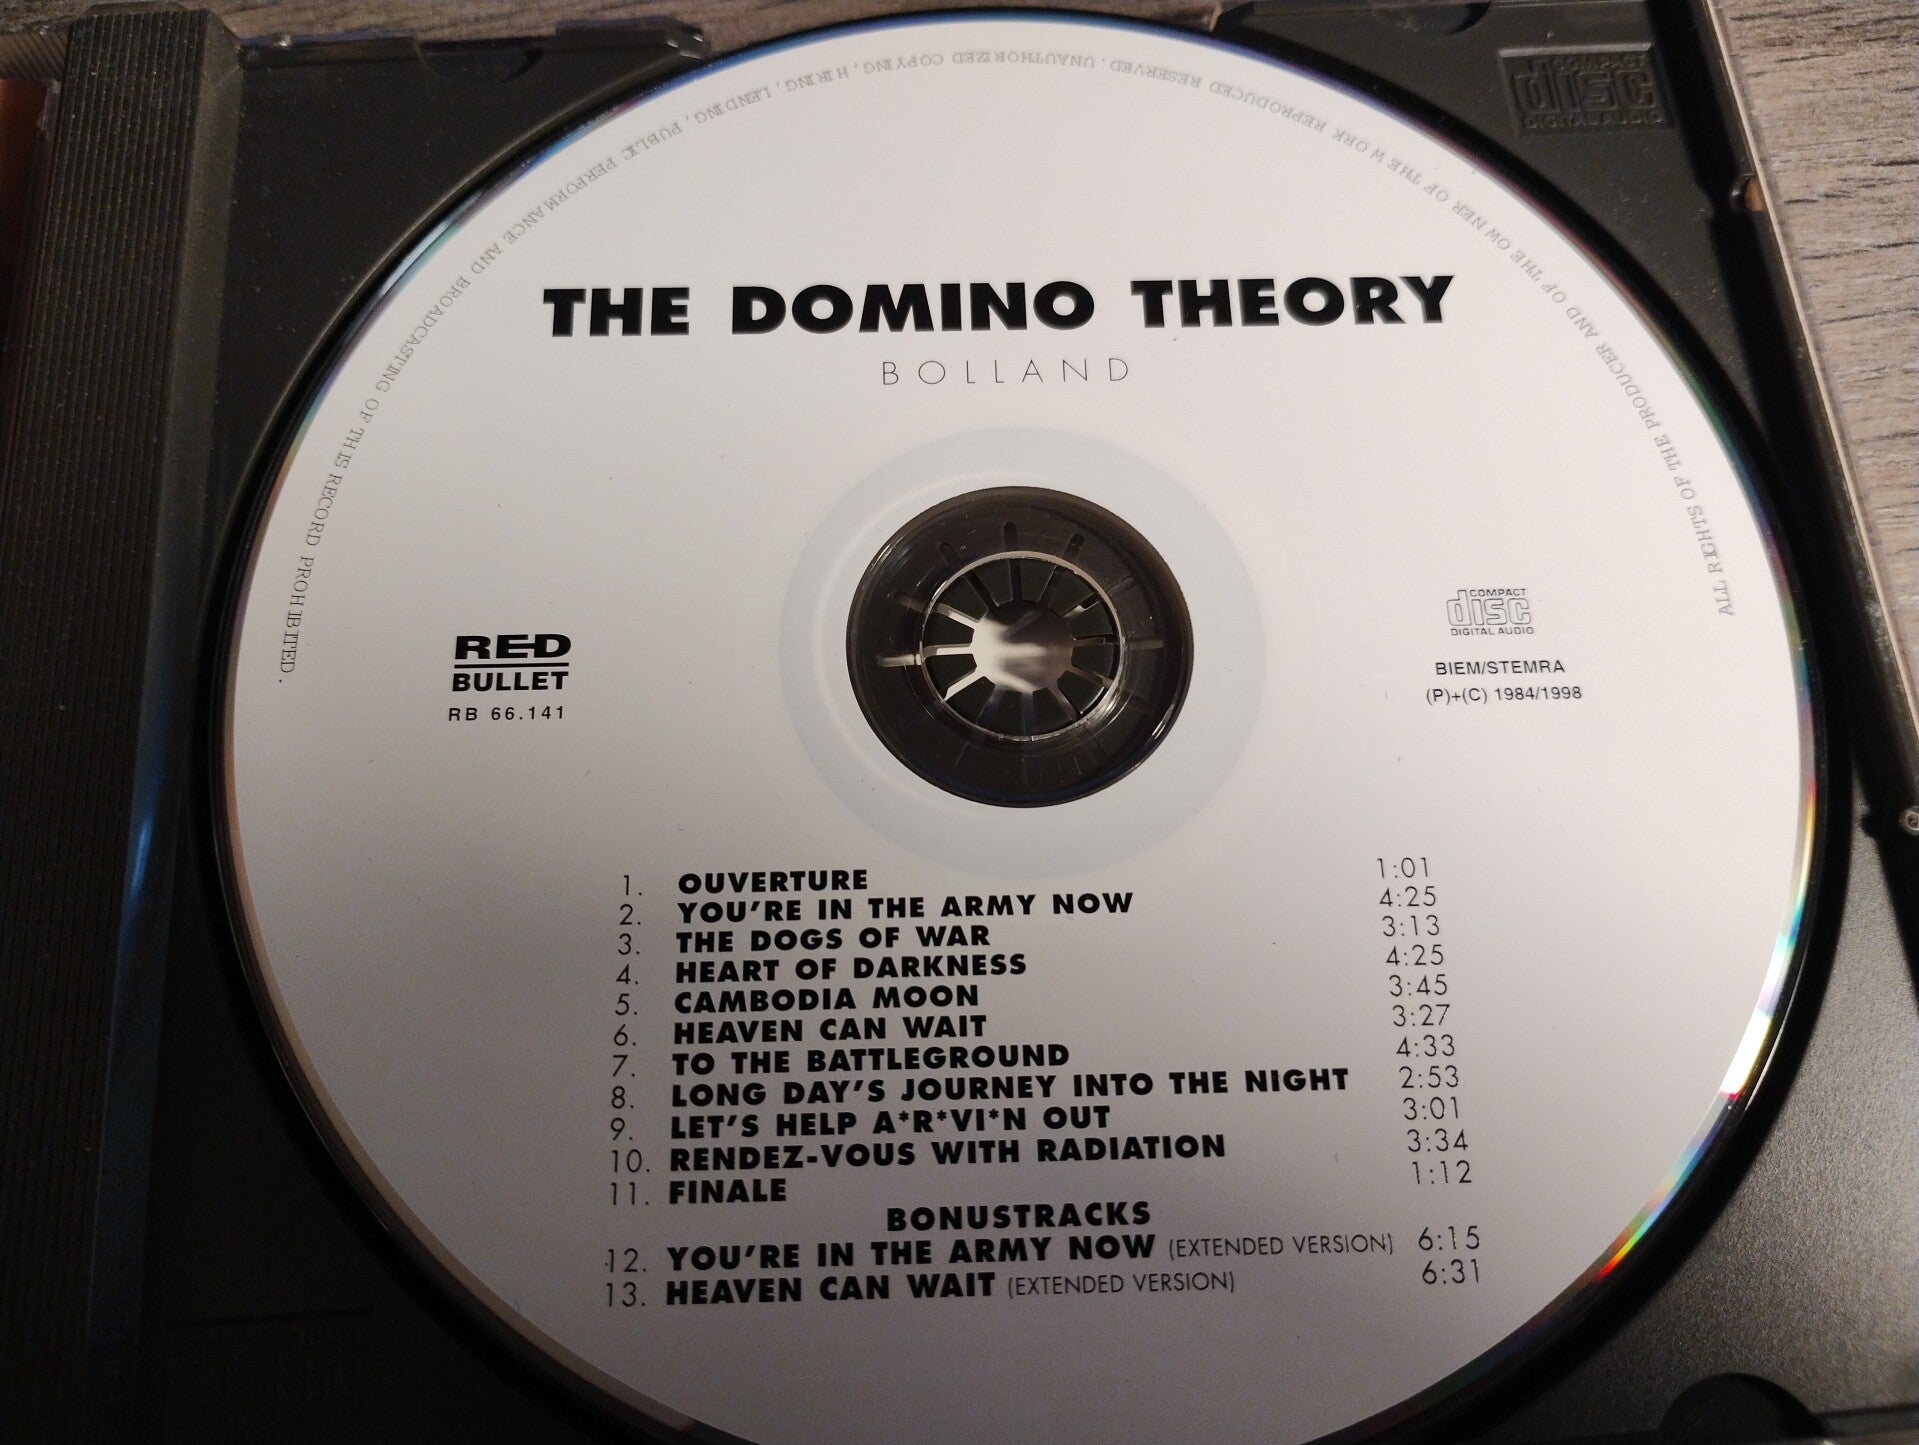 THE DOMINO THEORY
BOLLAND
ALL RIGHTS OF THE PRODUCER AND OF THE OWNER OF THE WORK REPRODUCED RESERVED. UNAUTHORIZED COPYING, HIRING, LENDING, PUBLIC PERFORMANCE AND BROADCASTING OF THIS RECORD PROHIBITED.
COMPACT
disc
DIGITAL AUDIO
RED
BULLET
RB 66.141
COMPACT
disc
DIGITAL AUDIO
BIEM/STEMRA
(P)+(C) 1984/1998
1. OUVERTURE 1:01
2. YOU'RE IN THE ARMY NOW 4:25
3. THE DOGS OF WAR 3:13
4. HEART OF DARKNESS 4:25
5. CAMBODIA MOON 3:45
6. HEAVEN CAN WAIT 3:27
7. TO THE BATTLEGROUND 4:33
8. LONG DAY'S JOURNEY INTO THE NIGHT 2:53
9. LET'S HELP A*R*VI*N OUT 3:01
10. RENDEZ-VOUS WITH RADIATION 3:34
11. FINALE 1:12
BONUSTRACKS
12. YOU'RE IN THE ARMY NOW (EXTENDED VERSION) 6:15
13. HEAVEN CAN WAIT (EXTENDED VERSION) 6:31